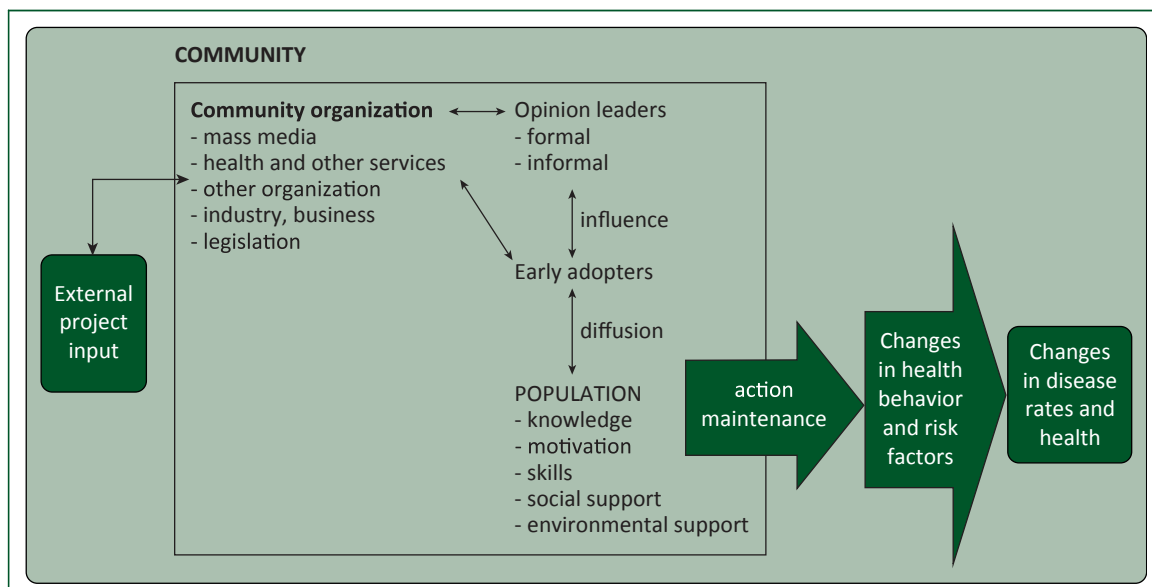 COMMUNITY
Community organization
- mass media
- health and other services
- other organization
- industry, business
- legislation
Opinion leaders
- formal
- informal
influence
Early adopters
diffusion
POPULATION
- knowledge
- motivation
- skills
- social support
- environmental support
External
project
input
action
maintenance
Changes
in health
behavior
and risk
factors
Changes
in disease
rates and
health